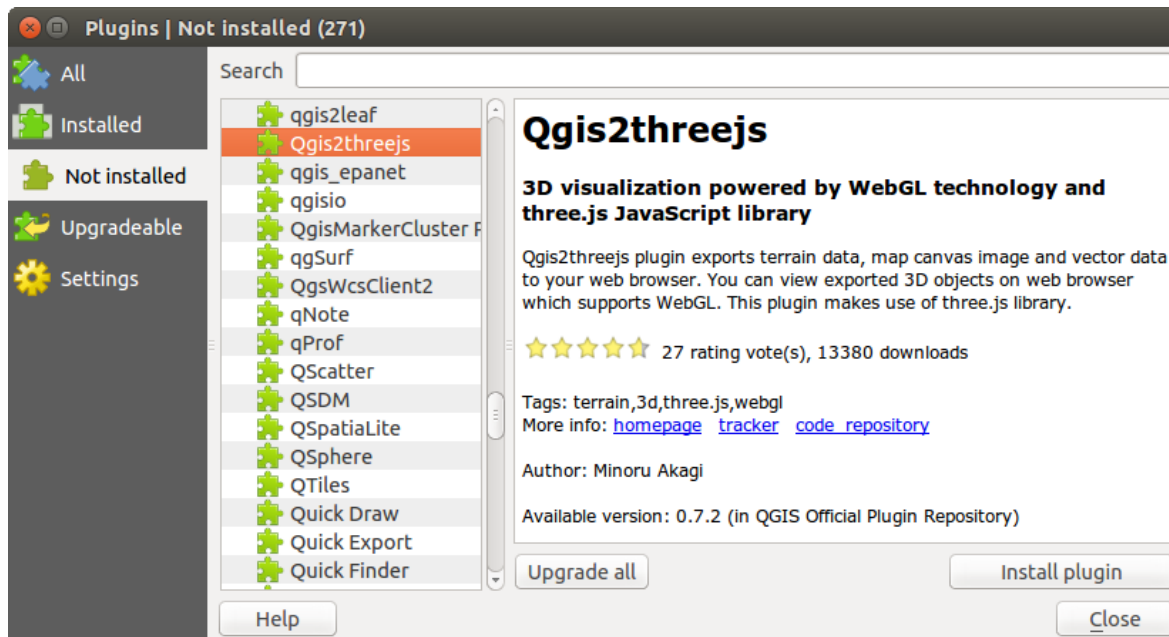 Plugins | Not installed (271)
All
Installed
Not installed
Upgradeable
Settings
Search
qgis2leaf
Qgis2threejs
qgis_epanet
qgisio
QgisMarkerCluster
qgSurf
QgsWcsClient2
qNote
qProf
QScatter
QSDM
QSpatiaLite
QSphere
QTiles
Quick Draw
Quick Export
Quick Finder
Qgis2threejs
3D visualization powered by WebGL technology and
three.js JavaScript library
Qgis2threejs plugin exports terrain data, map canvas image and vector data
to your web browser. You can view exported 3D objects on web browser
which supports WebGL. This plugin makes use of three.js library.
27 rating vote(s), 13380 downloads
Tags: terrain,3d,three.js,webgl
More info: homepage tracker code repository
Author: Minoru Akagi
Available version: 0.7.2 (in QGIS Official Plugin Repository)
Upgrade all
Install plugin
Help
Close